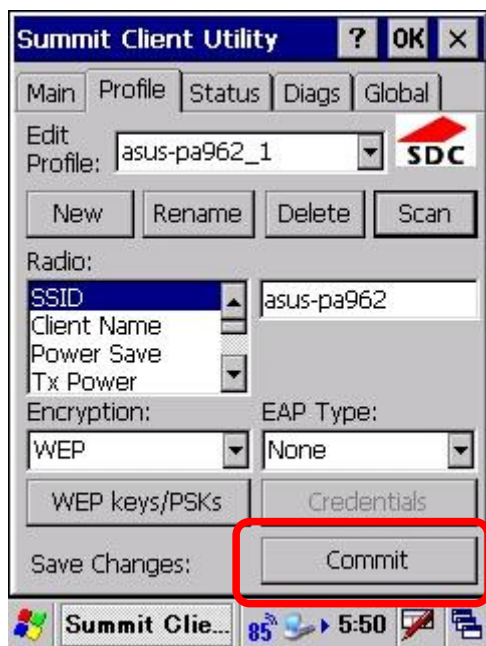 Summit Client Utility ? OK ×
Main Profile Status Diags Global
Edit Profile: asus-pa962_1 SDC
New Rename Delete Scan
Radio:
SSID asus-pa962
Client Name
Power Save
Tx Power
Encryption: EAP Type:
WEP None
WEP keys/PSKs Credentials
Save Changes: Commit
Summit Clie... 85 5:50